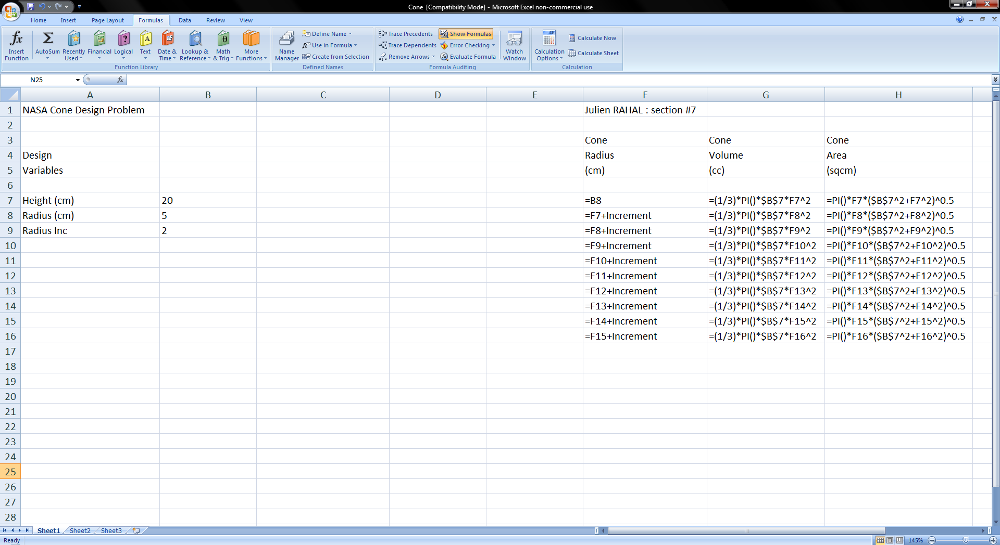 Cone [Compatibility Mode] - Microsoft Excel non-commercial use
Home Insert Page Layout Formulas Data Review View
Insert Function
AutoSum Recently Used Financial Logical Text Date & Time Lookup & Reference Math & Trig More Functions
Function Library
Name Manager
Define Name
Use in Formula
Create from Selection
Defined Names
Trace Precedents
Trace Dependents
Remove Arrows
Show Formulas
Error Checking
Evaluate Formula
Formula Auditing
Watch Window
Calculation Options
Calculate Now
Calculate Sheet
Calculation
N25 fx
A B C D E F G H
1 NASA Cone Design Problem Julien RAHAL : section #7
2
3 Cone Cone Cone
4 Design Radius Volume Area
5 Variables (cm) (cc) (sqcm)
6
7 Height (cm) 20 =B8 =(1/3)*PI()*$B$7*F7^2 =PI()*F7*($B$7^2+F7^2)^0.5
8 Radius (cm) 5 =F7+Increment =(1/3)*PI()*$B$7*F8^2 =PI()*F8*($B$7^2+F8^2)^0.5
9 Radius Inc 2 =F8+Increment =(1/3)*PI()*$B$7*F9^2 =PI()*F9*($B$7^2+F9^2)^0.5
10 =F9+Increment =(1/3)*PI()*$B$7*F10^2 =PI()*F10*($B$7^2+F10^2)^0.5
11 =F10+Increment =(1/3)*PI()*$B$7*F11^2 =PI()*F11*($B$7^2+F11^2)^0.5
12 =F11+Increment =(1/3)*PI()*$B$7*F12^2 =PI()*F12*($B$7^2+F12^2)^0.5
13 =F12+Increment =(1/3)*PI()*$B$7*F13^2 =PI()*F13*($B$7^2+F13^2)^0.5
14 =F13+Increment =(1/3)*PI()*$B$7*F14^2 =PI()*F14*($B$7^2+F14^2)^0.5
15 =F14+Increment =(1/3)*PI()*$B$7*F15^2 =PI()*F15*($B$7^2+F15^2)^0.5
16 =F15+Increment =(1/3)*PI()*$B$7*F16^2 =PI()*F16*($B$7^2+F16^2)^0.5
17
18
19
20
21
22
23
24
25
26
27
28
Sheet1 Sheet2 Sheet3
Ready 145%